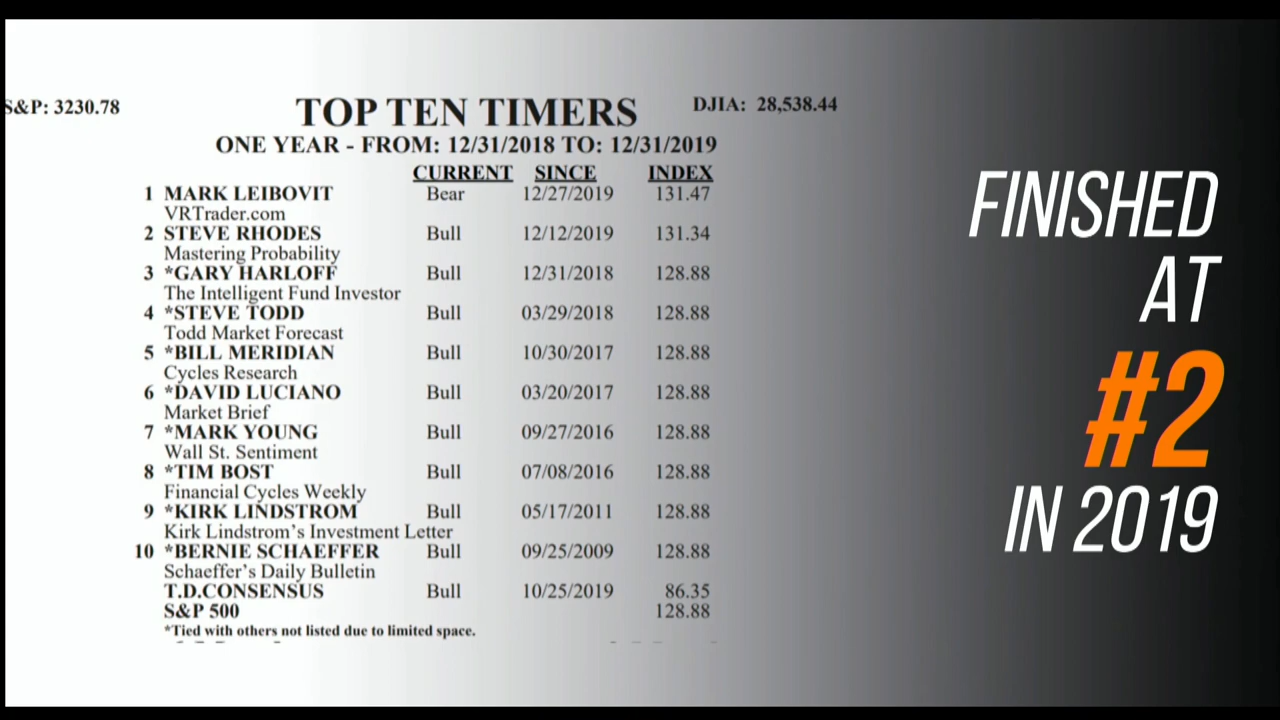 S&P: 3230.78
TOP TEN TIMERS
DJIA: 28,538.44
ONE YEAR - FROM: 12/31/2018 TO: 12/31/2019
CURRENT SINCE INDEX
1 MARK LEIBOVIT Bear 12/27/2019 131.47
VRTrader.com
2 STEVE RHODES Bull 12/12/2019 131.34
Mastering Probability
3 *GARY HARLOFF Bull 12/31/2018 128.88
The Intelligent Fund Investor
4 *STEVE TODD Bull 03/29/2018 128.88
Todd Market Forecast
5 *BILL MERIDIAN Bull 10/30/2017 128.88
Cycles Research
6 *DAVID LUCIANO Bull 03/20/2017 128.88
Market Brief
7 *MARK YOUNG Bull 09/27/2016 128.88
Wall St. Sentiment
8 *TIM BOST Bull 07/08/2016 128.88
Financial Cycles Weekly
9 *KIRK LINDSTROM Bull 05/17/2011 128.88
Kirk Lindstrom's Investment Letter
10 *BERNIE SCHAEFFER Bull 09/25/2009 128.88
Schaeffer's Daily Bulletin
T.D.CONSENSUS Bull 10/25/2019 86.35
S&P 500 128.88
*Tied with others not listed due to limited space.
FINISHED
AT
#2
IN 2019